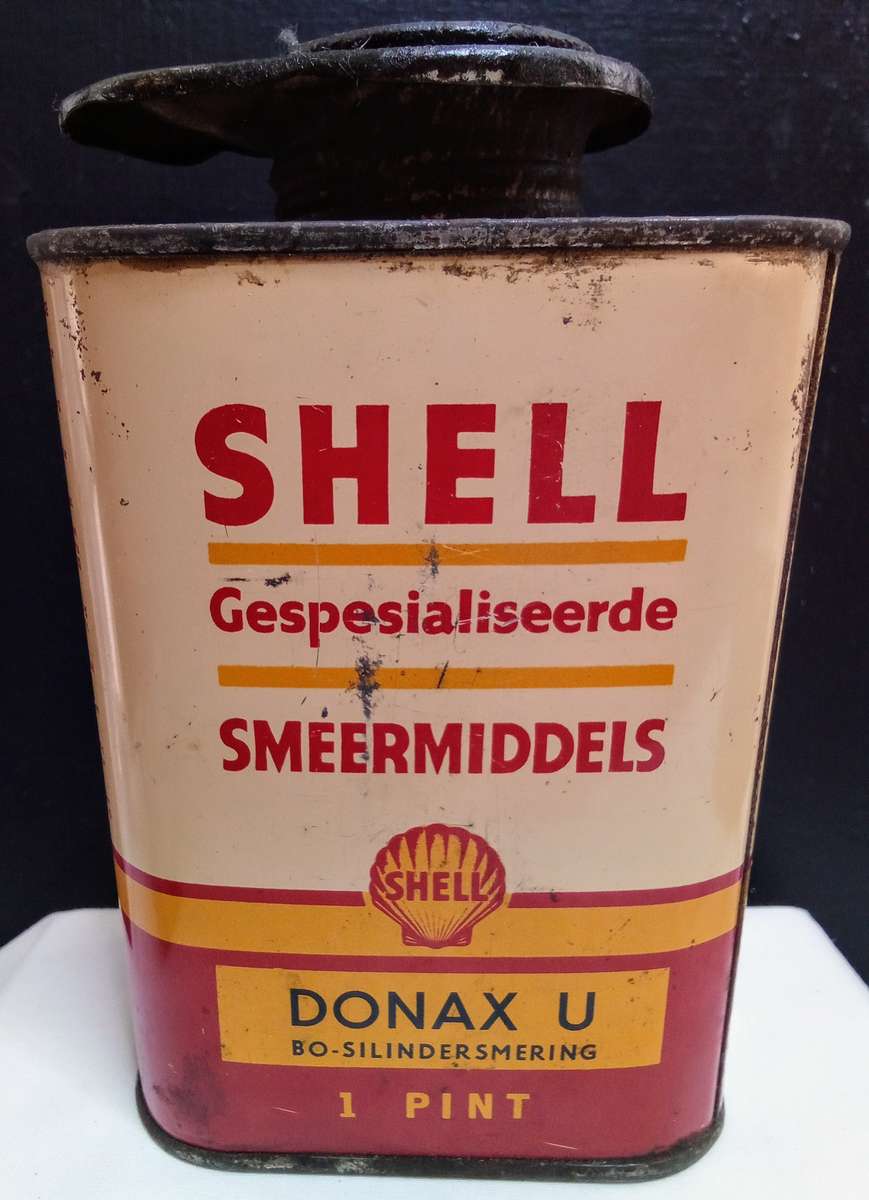 SHELL
Gespesialiseerde
SMEERMIDDELS
SHELL
DONAX U
BO-SILINDERSMERING
1 PINT